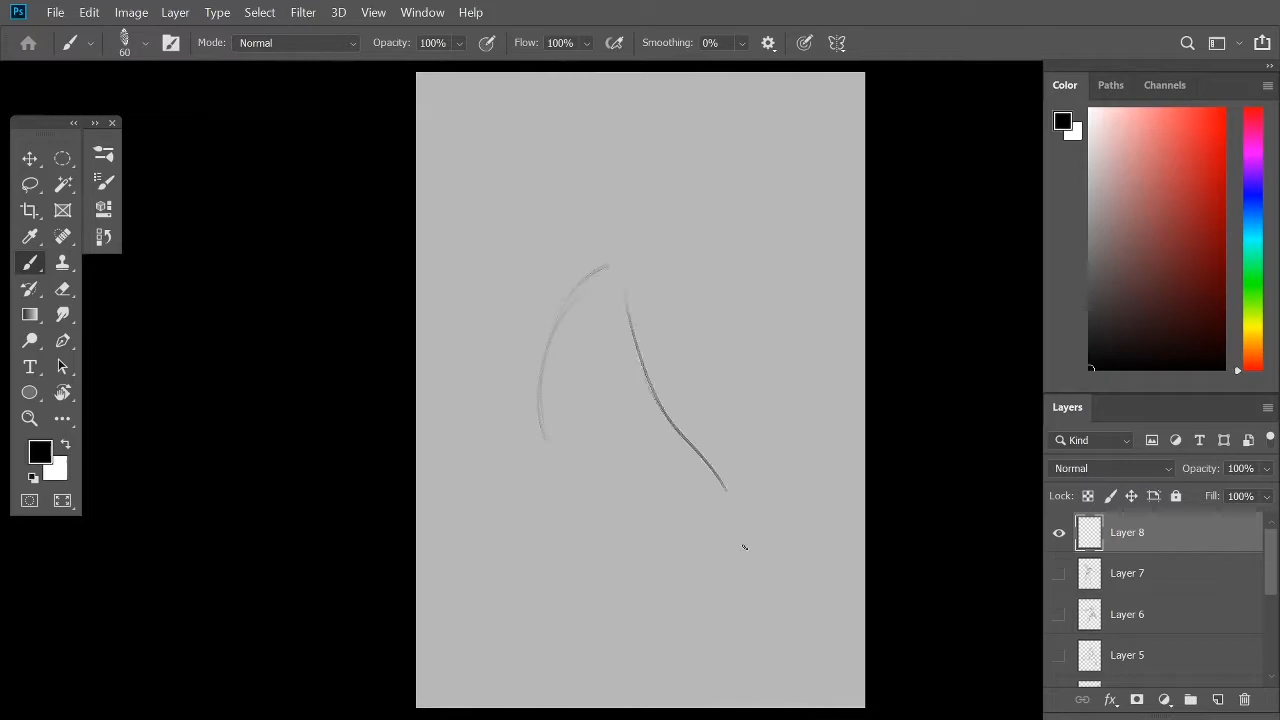 Ps File Edit Image Layer Type Select Filter 3D View Window Help
60 Mode: Normal Opacity: 100% Flow: 100% Smoothing: 0%
Color Paths Channels
Layers
Kind
Normal Opacity: 100%
Lock: Fill: 100%
Layer 8
Layer 7
Layer 6
Layer 5